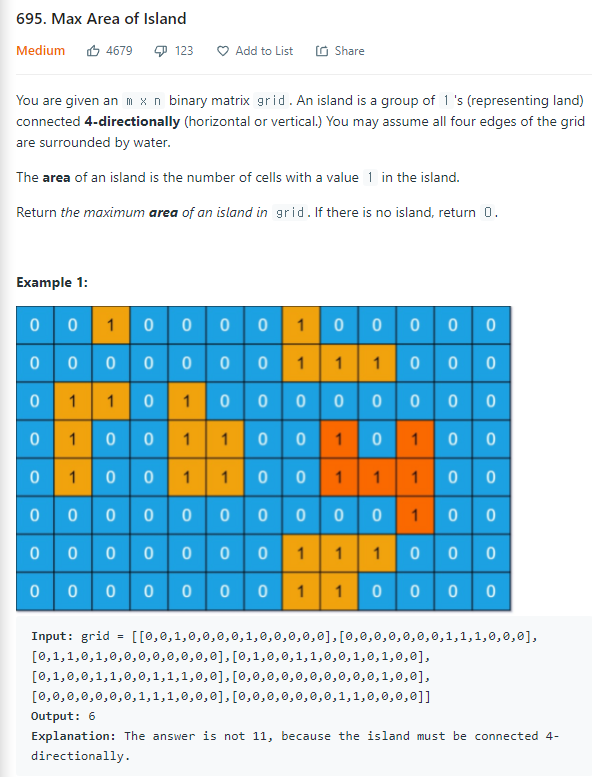 695. Max Area of Island
Medium 4679 123 Add to List Share
You are given an m x n binary matrix grid. An island is a group of 1's (representing land)
connected 4-directionally (horizontal or vertical.) You may assume all four edges of the grid
are surrounded by water.
The area of an island is the number of cells with a value 1 in the island.
Return the maximum area of an island in grid. If there is no island, return 0.
Example 1:
0 0 1 0 0 0 0 1 0 0 0 0 0
0 0 0 0 0 0 0 1 1 1 0 0 0
0 1 1 0 1 0 0 0 0 0 0 0 0
0 1 0 0 1 1 0 0 1 0 1 0 0
0 1 0 0 1 1 0 0 1 1 1 0 0
0 0 0 0 0 0 0 0 0 0 1 0 0
0 0 0 0 0 0 0 1 1 1 0 0 0
0 0 0 0 0 0 0 1 1 0 0 0 0
Input: grid = [[0,0,1,0,0,0,0,1,0,0,0,0,0],[0,0,0,0,0,0,0,1,1,1,0,0,0],
[0,1,1,0,1,0,0,0,0,0,0,0,0],[0,1,0,0,1,1,0,0,1,0,1,0,0],
[0,1,0,0,1,1,0,0,1,1,1,0,0],[0,0,0,0,0,0,0,0,0,0,1,0,0],
[0,0,0,0,0,0,0,1,1,1,0,0,0],[0,0,0,0,0,0,0,1,1,0,0,0,0]]
Output: 6
Explanation: The answer is not 11, because the island must be connected 4-
directionally.